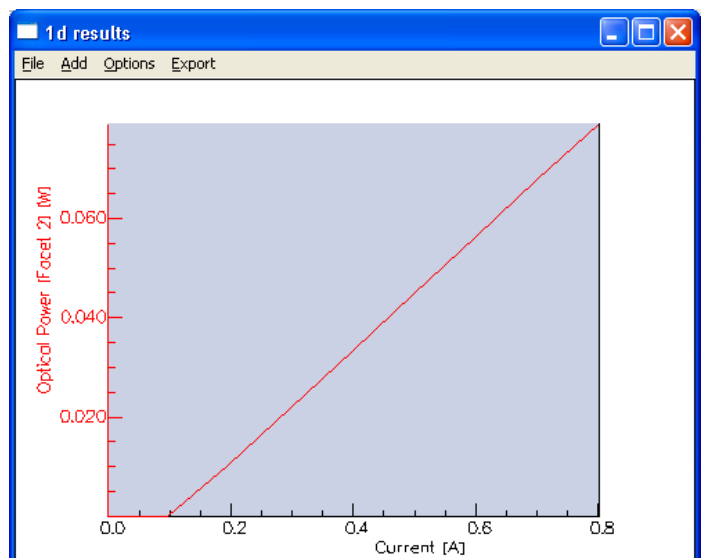 1d results
File Add Options Export
Optical Power [Facet 2] [W]
0.060
0.040
0.020
0.0 0.2 0.4 0.6 0.8
Current [A]